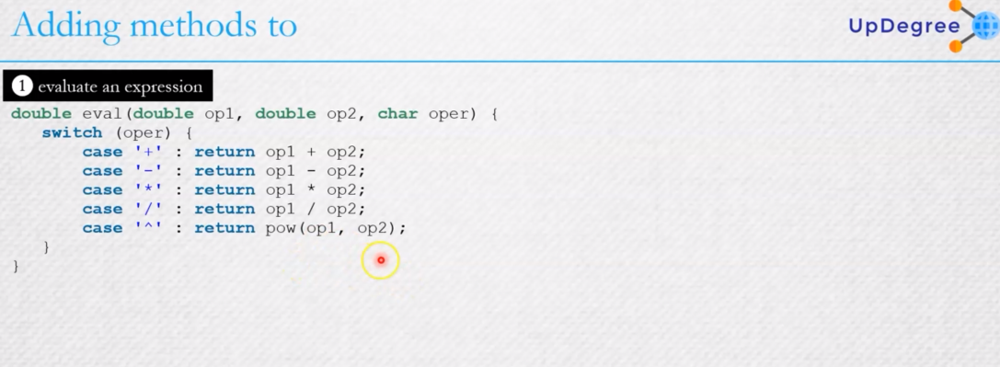 Adding methods to
UpDegree
1 evaluate an expression
double eval(double op1, double op2, char oper) {
switch (oper) {
case '+' : return op1 + op2;
case '-' : return op1 - op2;
case '*' : return op1 * op2;
case '/' : return op1 / op2;
case '^' : return pow(op1, op2);
}
}